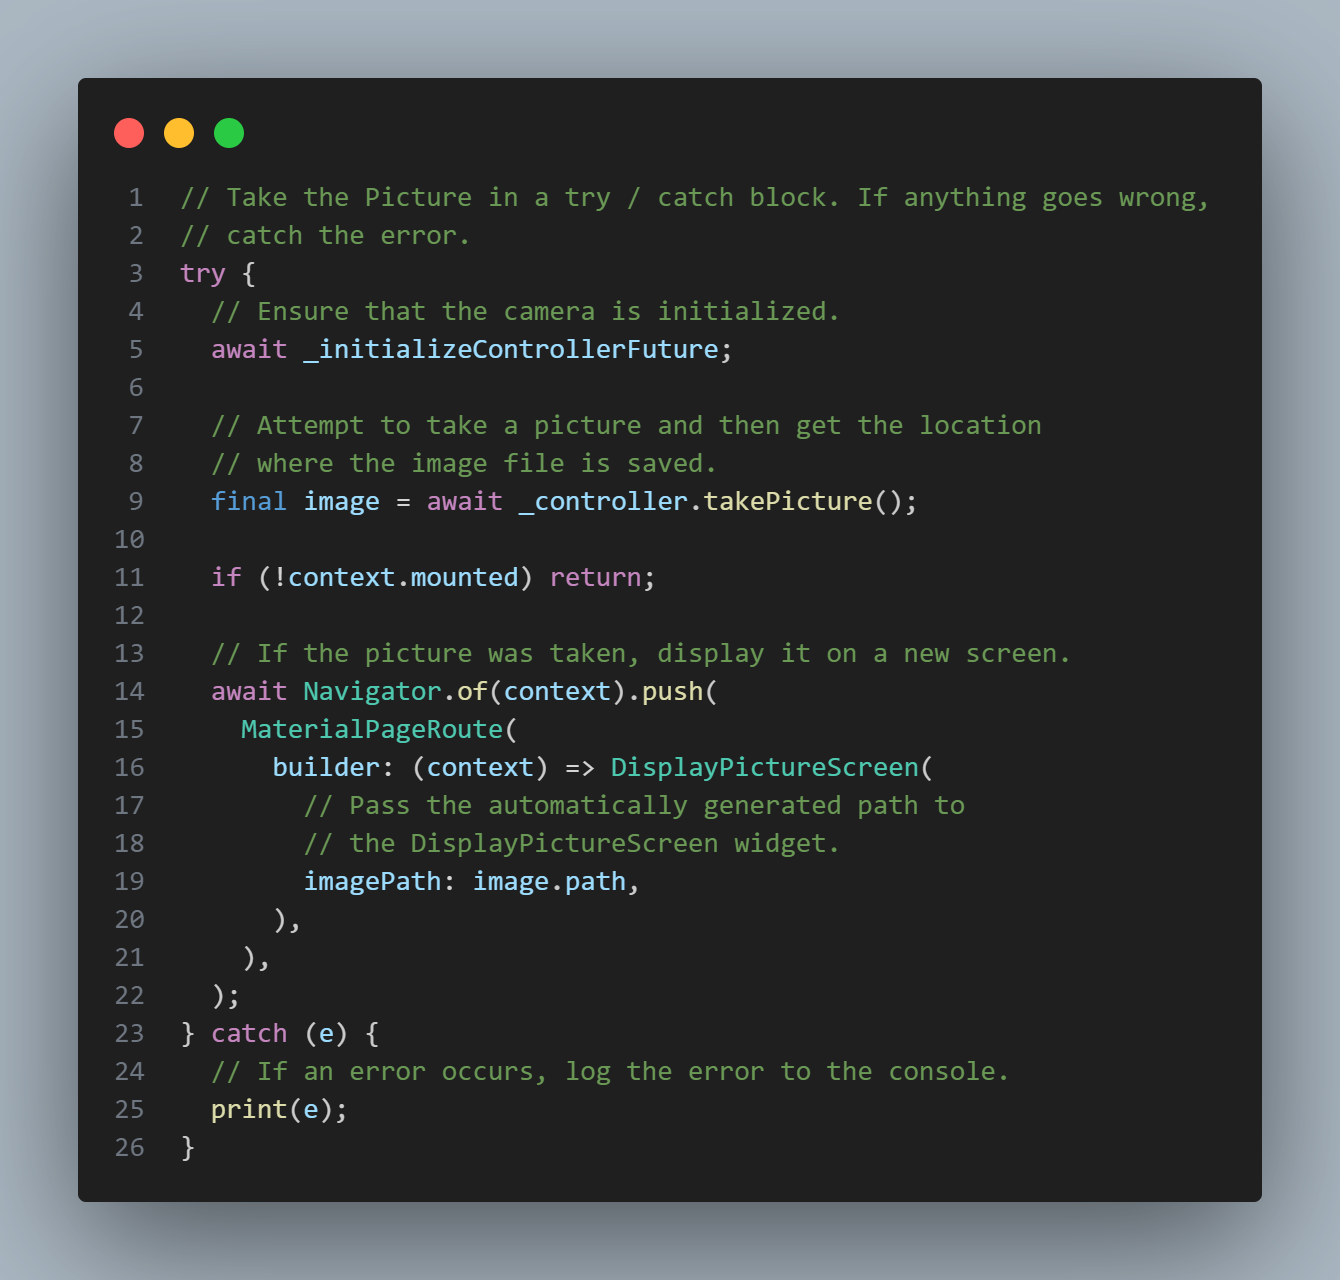 1 // Take the Picture in a try / catch block. If anything goes wrong,
2 // catch the error.
3 try {
4   // Ensure that the camera is initialized.
5   await _initializeControllerFuture;
6
7   // Attempt to take a picture and then get the location
8   // where the image file is saved.
9   final image = await _controller.takePicture();
10
11   if (!context.mounted) return;
12
13   // If the picture was taken, display it on a new screen.
14   await Navigator.of(context).push(
15     MaterialPageRoute(
16       builder: (context) => DisplayPictureScreen(
17         // Pass the automatically generated path to
18         // the DisplayPictureScreen widget.
19         imagePath: image.path,
20       ),
21     ),
22   );
23 } catch (e) {
24   // If an error occurs, log the error to the console.
25   print(e);
26 }